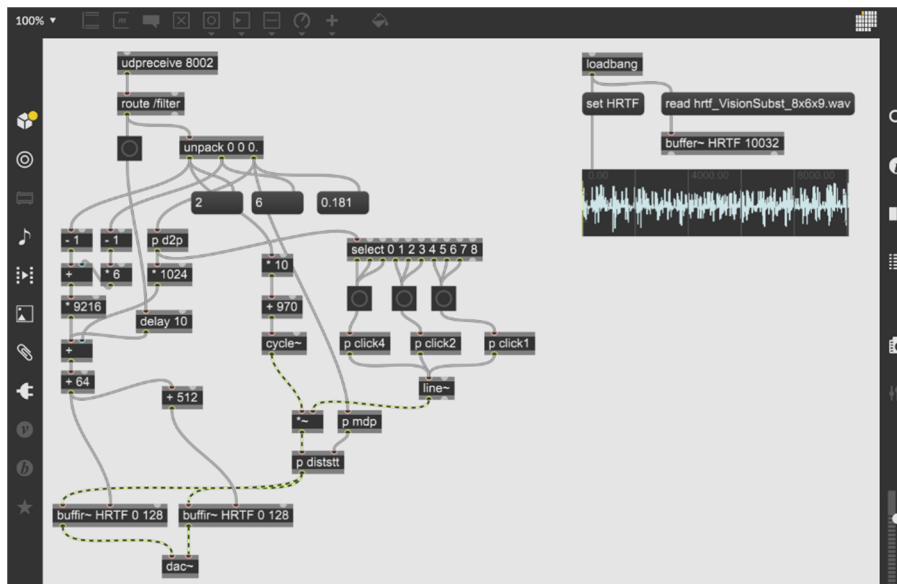 100% ▼
udpreceive 8002
loadbang
route /filter
set HRTF
read hrtf_VisionSubst_8x6x9.wav
unpack 0 0 0.
buffer~ HRTF 10032
0.00
4000.00
8000.00
2
6
0.181
- 1
- 1
p d2p
select 0 1 2 3 4 5 6 7 8
+
* 6
* 1024
* 10
* 9216
+ 970
delay 10
+
cycle~
p click4
p click2
p click1
+ 64
line~
+ 512
*~
p mdp
p diststt
buffir~ HRTF 0 128
buffir~ HRTF 0 128
dac~